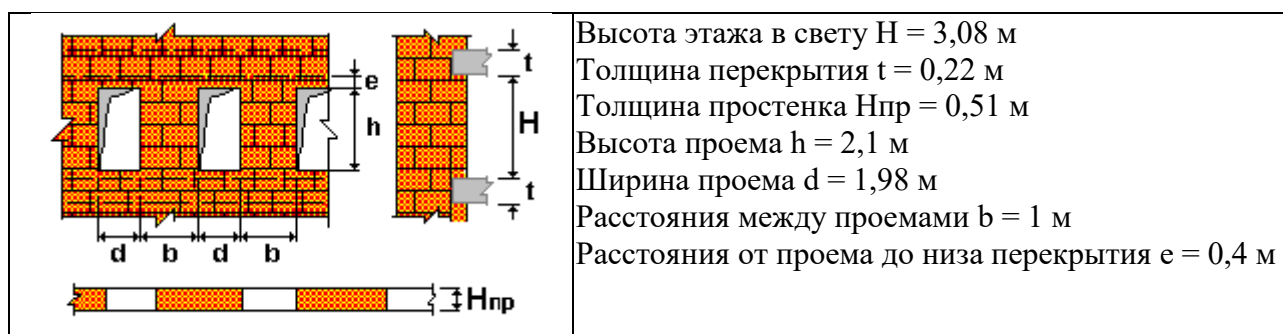 e
h
d b d b
t
H
t
Hпр
Высота этажа в свету H = 3,08 м
Толщина перекрытия t = 0,22 м
Толщина простенка Hпр = 0,51 м
Высота проема h = 2,1 м
Ширина проема d = 1,98 м
Расстояния между проемами b = 1 м
Расстояния от проема до низа перекрытия e = 0,4 м